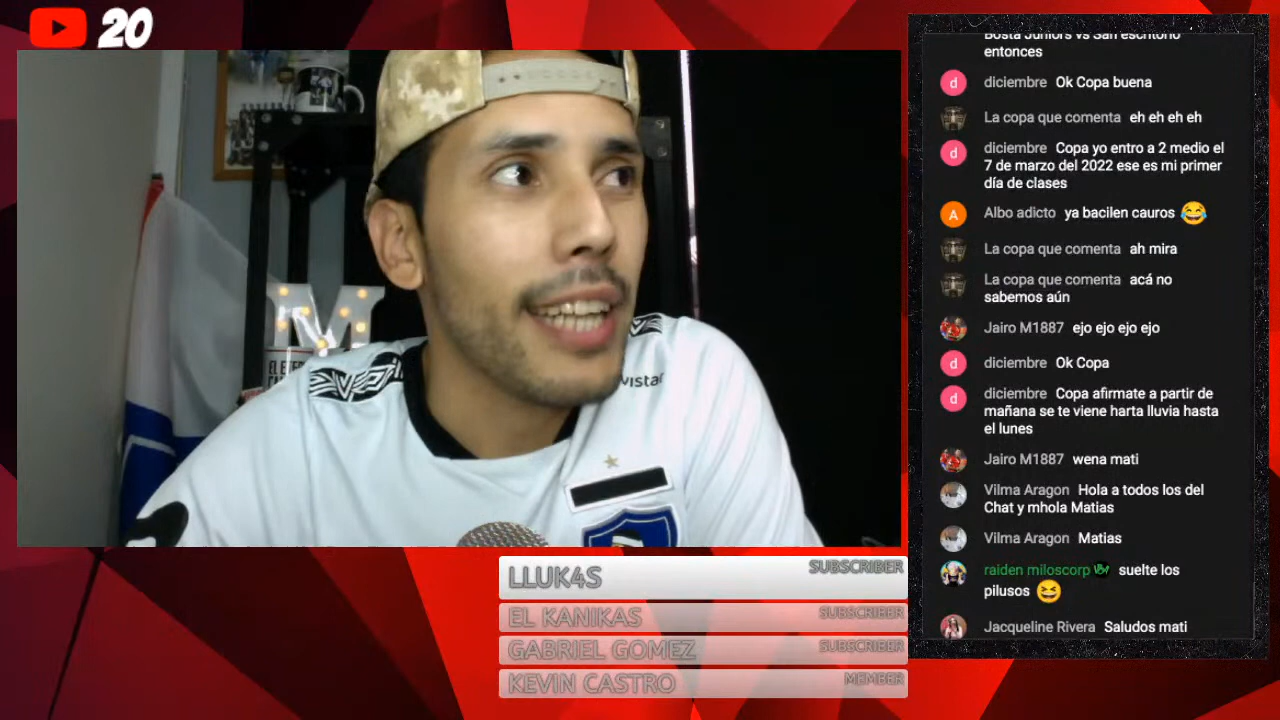 20
Bosta Juniors vs San escritorio
entonces
diciembre Ok Copa buena
La copa que comenta eh eh eh eh
diciembre Copa yo entro a 2 medio el
7 de marzo del 2022 ese es mi primer
día de clases
Albo adicto ya bacilen cauros 😂
La copa que comenta ah mira
La copa que comenta acá no
sabemos aún
Jairo M1887 ejo ejo ejo ejo
diciembre Ok Copa
diciembre Copa afirmate a partir de
mañana se te viene harta lluvia hasta
el lunes
Jairo M1887 wena mati
Vilma Aragon Hola a todos los del
Chat y mhola Matias
Vilma Aragon Matias
raiden miloscorp suelte los
pilusos 😆
Jacqueline Rivera Saludos mati
LLUK4S SUBSCRIBER
EL KANIKAS SUBSCRIBER
GABRIEL GOMEZ SUBSCRIBER
KEVIN CASTRO MEMBER
d
d
A
d
d
M
vistar